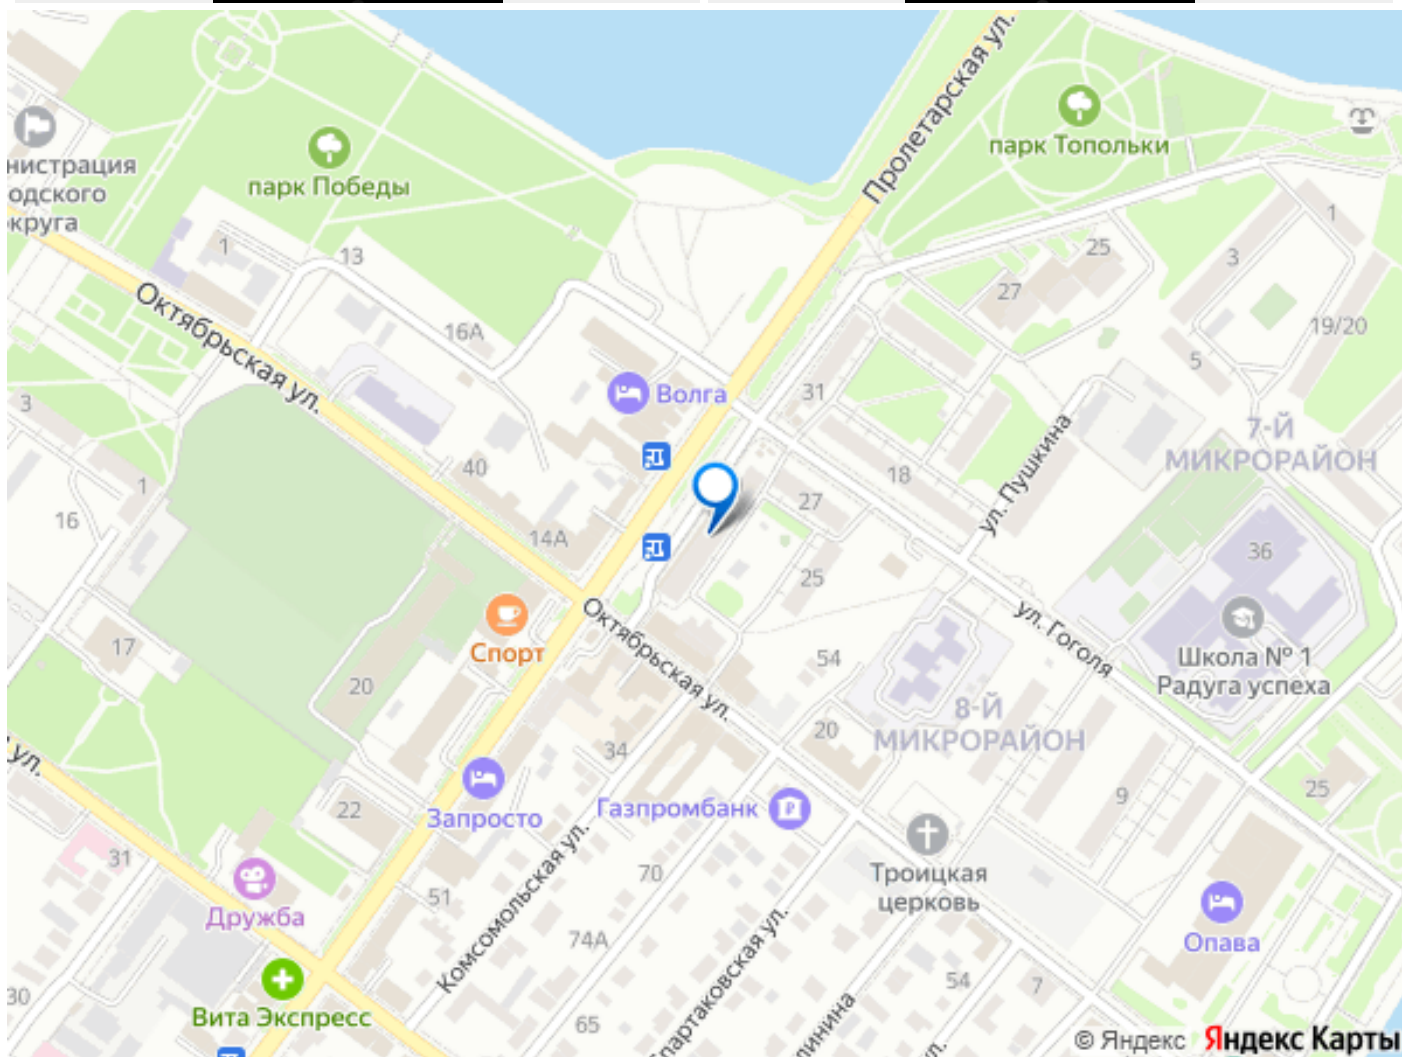 Пролетарская ул.
парк Топольки
нистрация
одского
округа
парк Победы
1
13
25
1
3
27
19/20
Октябрьская ул.
16А
5
3
Волга
31
7-Й
МИКРОРАЙОН
ул. Пушкина
40
18
1
27
16
14А
36
25
Октябрьская ул.
ул. Гоголя
Спорт
17
54
Школа № 1
Радуга успеха
20
8-Й
МИКРОРАЙОН
20
34
ул.
Запросто
Газпромбанк
22
9
25
Комсомольская ул.
31
70
Троицкая
церковь
51
Дружба
74А
Спартаковская ул.
Опава
54
7
30
Вита Экспресс
65
линина
ул.
© Яндекс Яндекс Карты